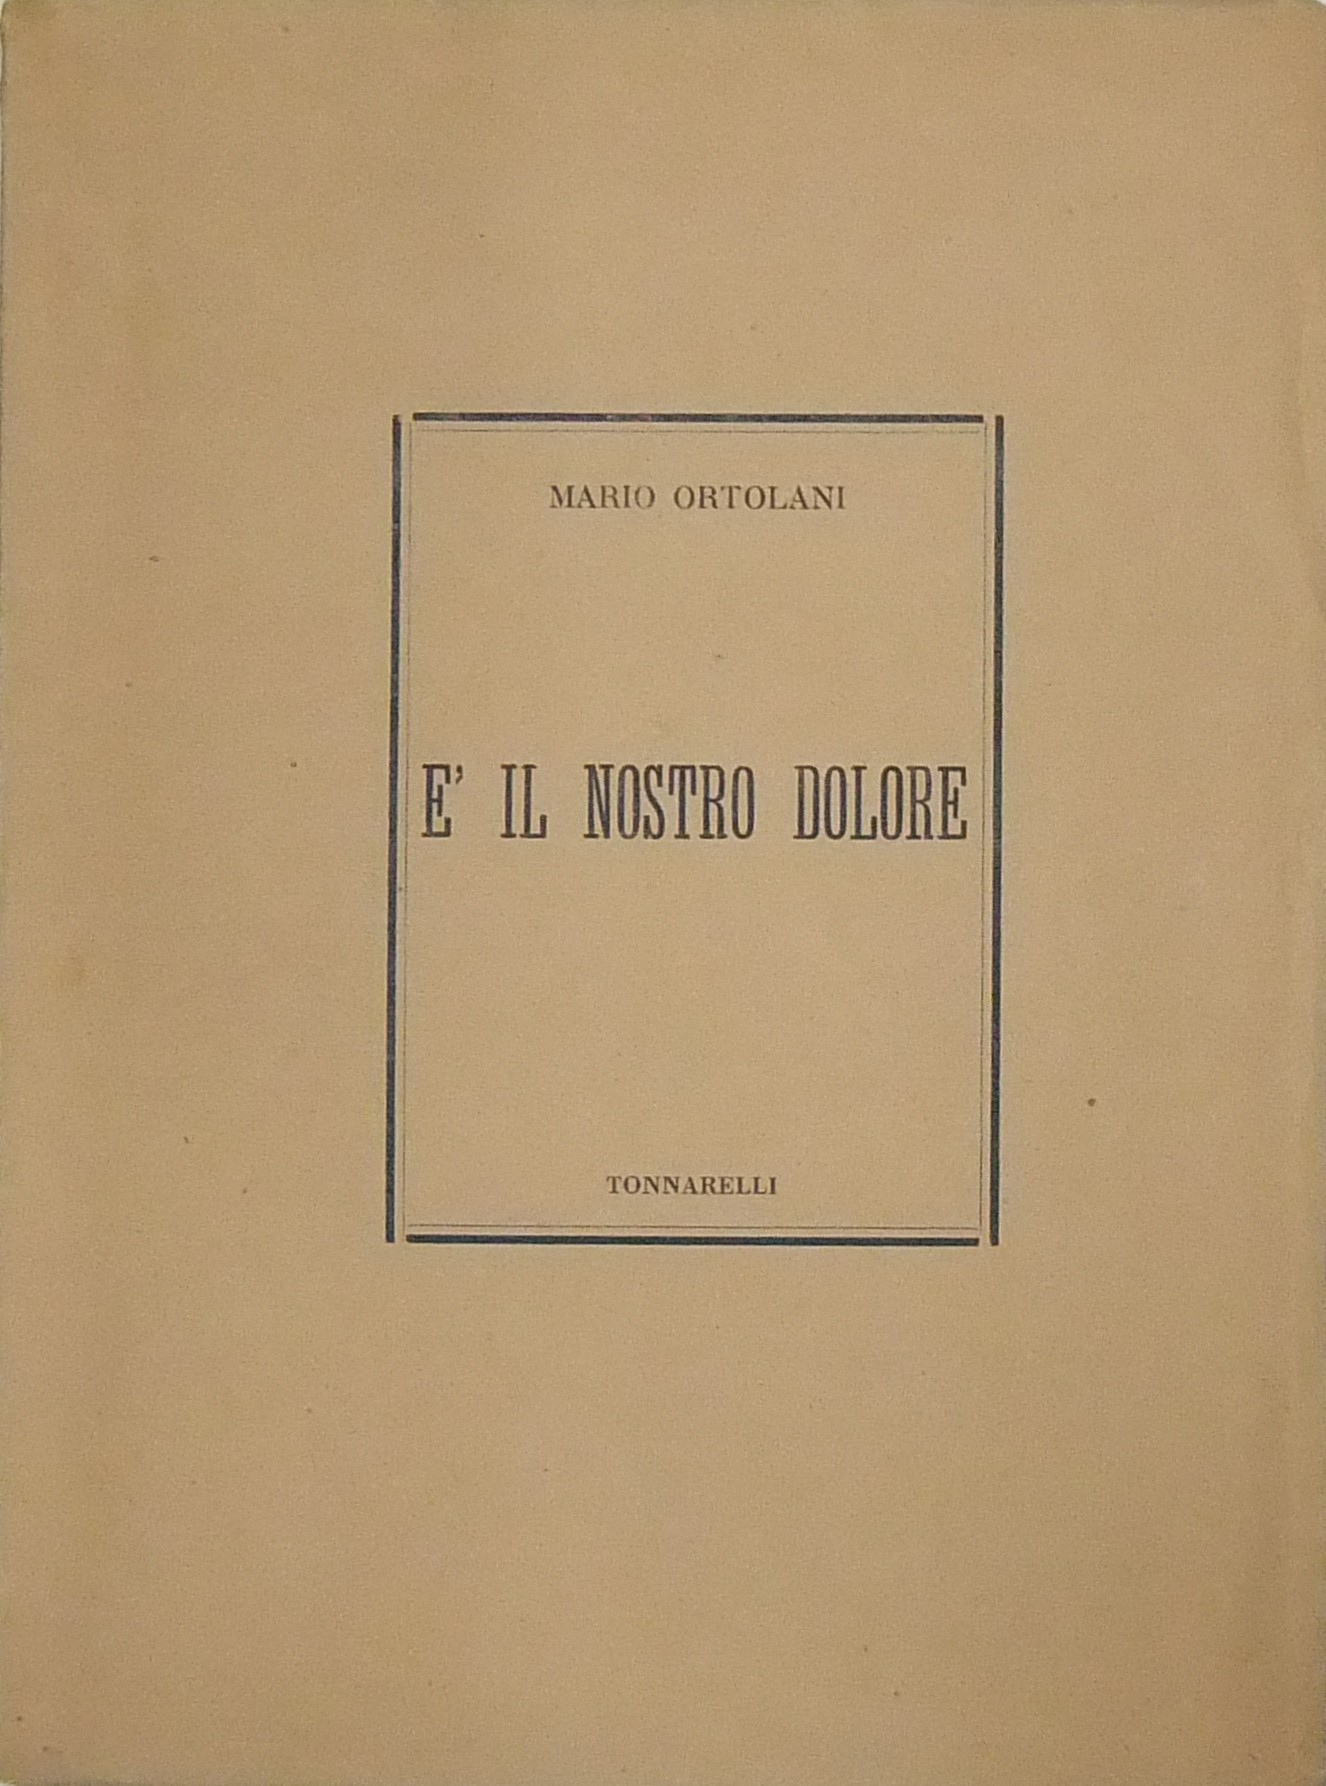 MARIO ORTOLANI
E' IL NOSTRO DOLORE
TONNARELLI